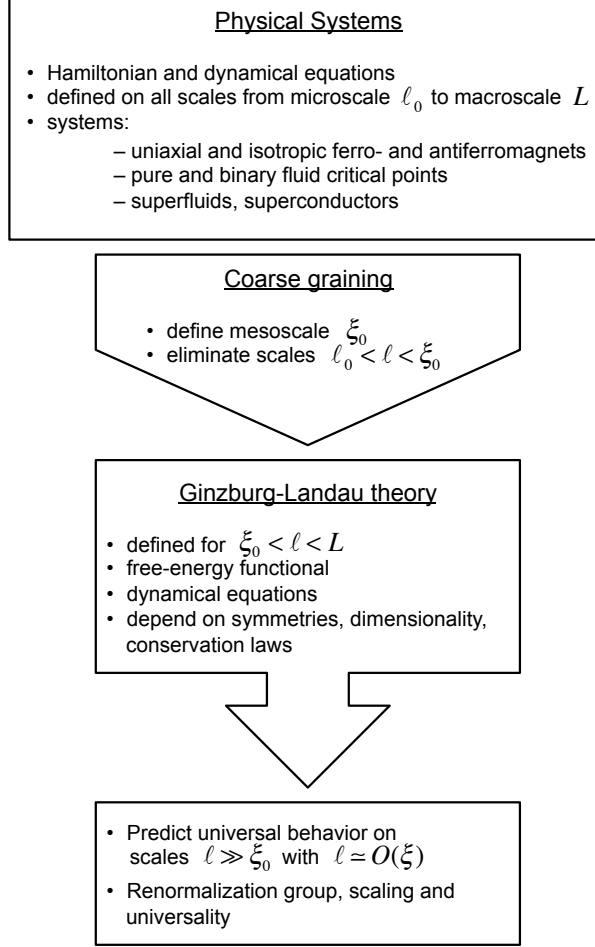 Physical Systems
• Hamiltonian and dynamical equations
• defined on all scales from microscale ℓ₀ to macroscale L
• systems:
– uniaxial and isotropic ferro- and antiferromagnets
– pure and binary fluid critical points
– superfluids, superconductors
Coarse graining
• define mesoscale ξ₀
• eliminate scales ℓ₀ < ℓ < ξ₀
Ginzburg-Landau theory
• defined for ξ₀ < ℓ < L
• free-energy functional
• dynamical equations
• depend on symmetries, dimensionality,
conservation laws
• Predict universal behavior on
scales ℓ ≫ ξ₀ with ℓ ≃ O(ξ)
• Renormalization group, scaling and
universality